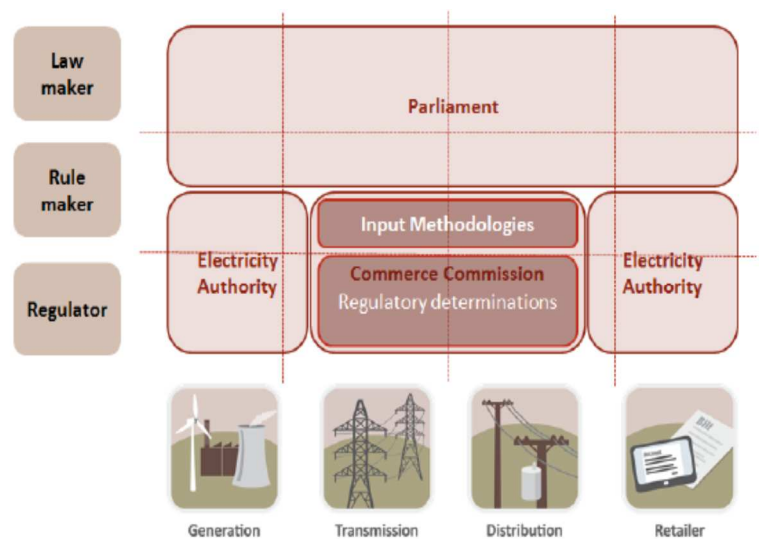 Law
maker
Parliament
Rule
maker
Input Methodologies
Electricity
Authority
Commerce Commission
Regulatory determinations
Electricity
Authority
Regulator
Bill
Generation
Transmission
Distribution
Retailer